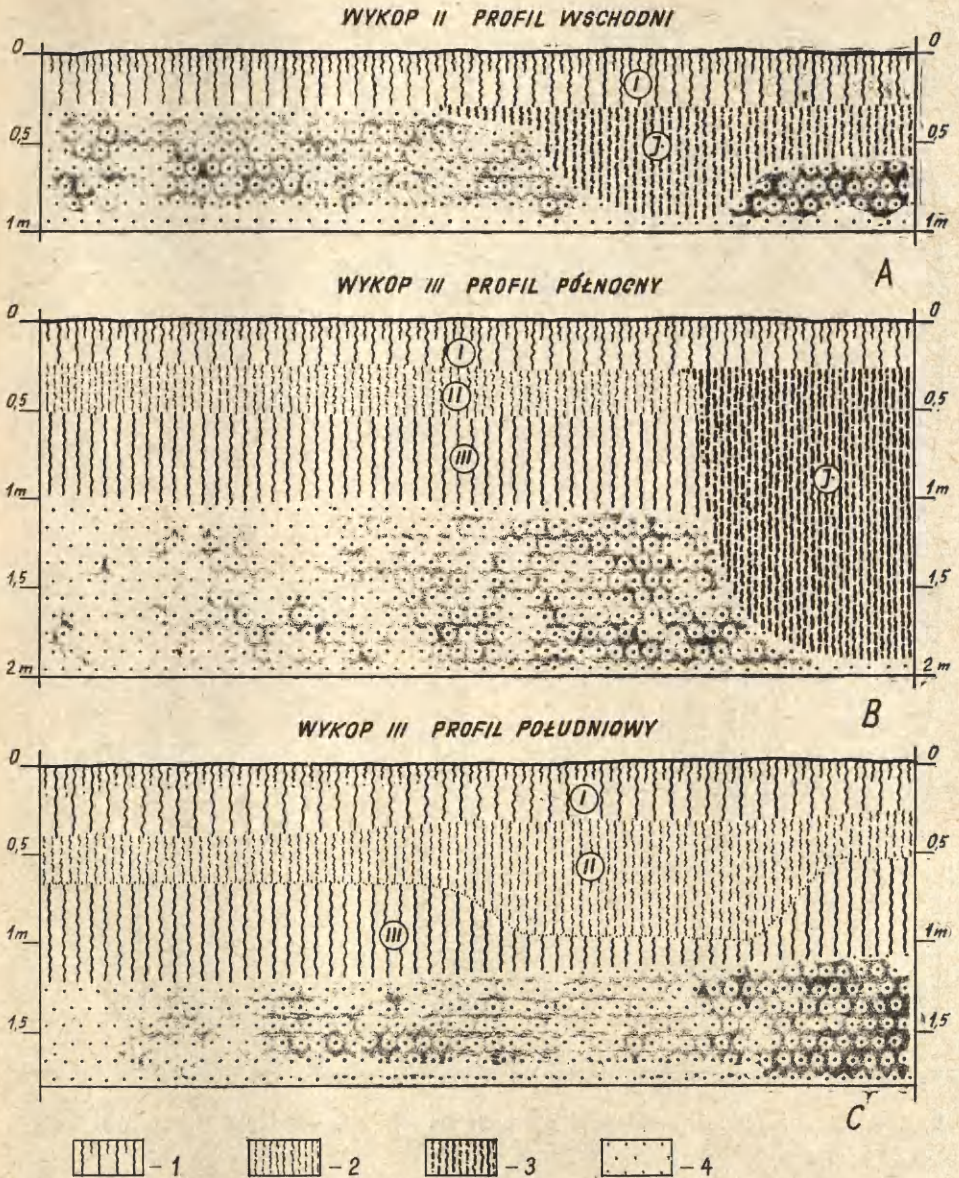 WYKOP II PROFIL WSCHODNI
0 0
I
0,5 J. 0,5
1m 1m
A
WYKOP III PROFIL PÓŁNOCNY
0 0
I
II
0,5 0,5
III J.
1m 1m
1,5 1,5
2m 2m
B
WYKOP III PROFIL POŁUDNIOWY
0 0
I
0,5 0,5
II
III
1m 1m
1,5 1,5
C
- 1 - 2 - 3 - 4